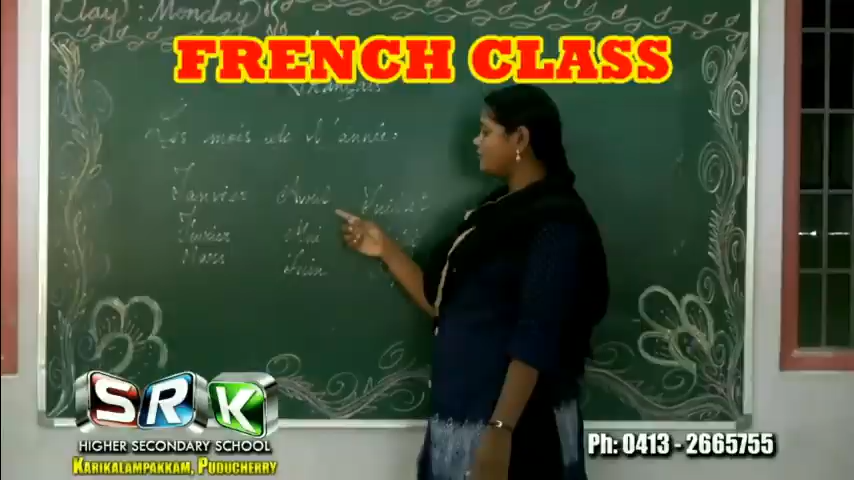 Day : Monday
FRENCH CLASS
Français
Les mois de l'année:
Janvier Avril Juillet
Février Mai
Mars Juin
SRK
HIGHER SECONDARY SCHOOL
KARIKALAMPAKKAM, PUDUCHERRY
Ph: 0413 - 2665755